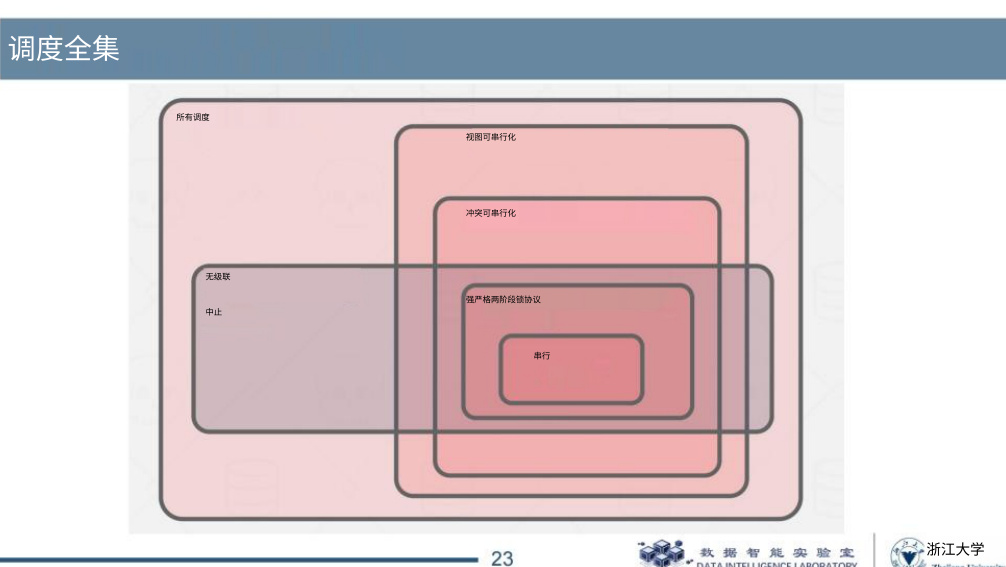 调度全集
所有调度
视图可串行化
冲突可串行化
无级联
中止
强严格两阶段锁协议
串行
23
数据智能实验室
DATA INTELLIGENCE LABORATORY
浙江大学
Zhejiang University